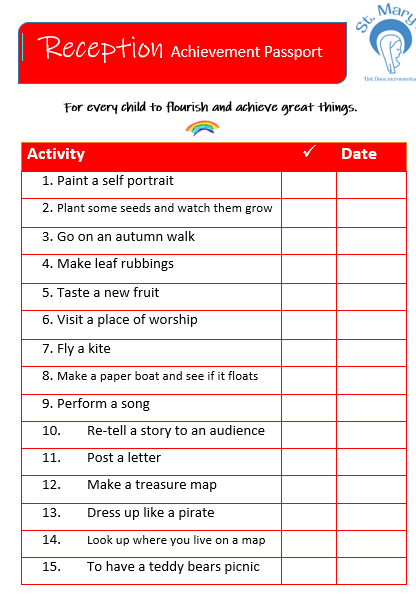 Reception Achievement Passport
St. Mary
"Dat Deus Incrementum
For every child to flourish and achieve great things.
Activity ✓ Date
1. Paint a self portrait
2. Plant some seeds and watch them grow
3. Go on an autumn walk
4. Make leaf rubbings
5. Taste a new fruit
6. Visit a place of worship
7. Fly a kite
8. Make a paper boat and see if it floats
9. Perform a song
10. Re-tell a story to an audience
11. Post a letter
12. Make a treasure map
13. Dress up like a pirate
14. Look up where you live on a map
15. To have a teddy bears picnic